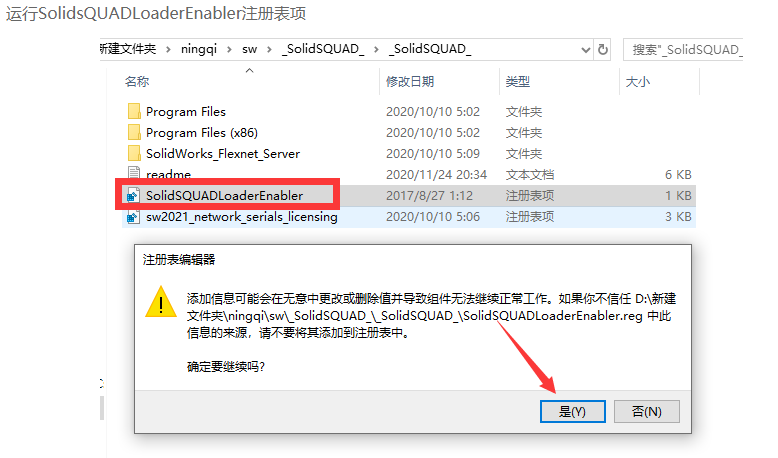 运行SolidsQUADLoaderEnabler注册表项
新建文件夹 > ningqi > sw > _SolidSQUAD_ > _SolidSQUAD_
搜索"_SolidSQUAD_
名称 修改日期 类型 大小
Program Files 2020/10/10 5:02 文件夹
Program Files (x86) 2020/10/10 5:02 文件夹
SolidWorks_Flexnet_Server 2020/10/10 5:09 文件夹
readme 2020/11/24 20:34 文本文档 6 KB
SolidSQUADLoaderEnabler 2017/8/27 1:12 注册表项 1 KB
sw2021_network_serials_licensing 2020/10/10 5:06 注册表项 3 KB
注册表编辑器
添加信息可能会在无意中更改或删除值并导致组件无法继续正常工作。如果你不信任 D:\新建
文件夹\ningqi\sw\_SolidSQUAD_\_SolidSQUAD_\SolidSQUADLoaderEnabler.reg 中此
信息的来源，请不要将其添加到注册表中。
确定要继续吗?
是(Y) 否(N)